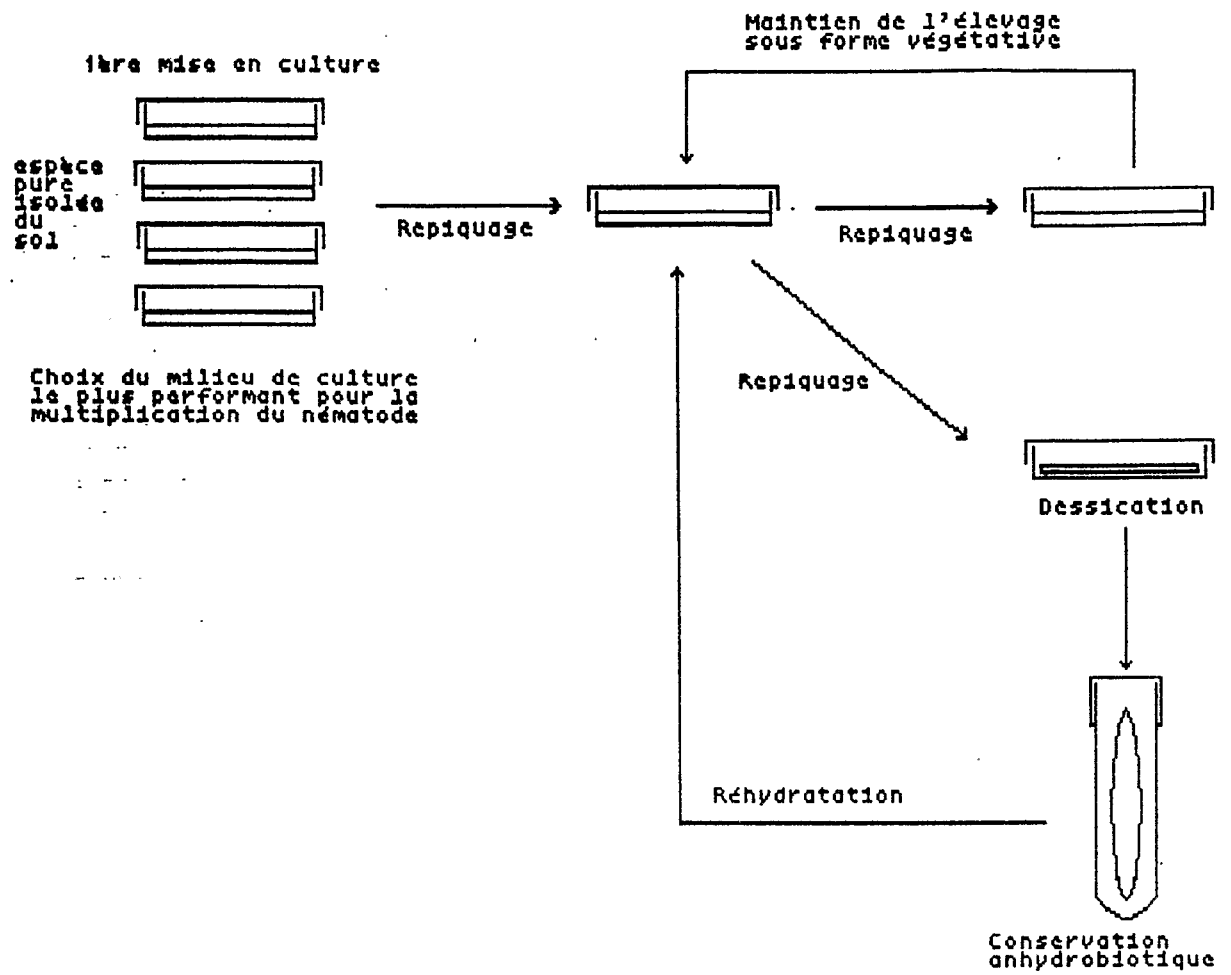 Maintien de l'élevage
sous forme végétative
1ère mise en culture
espèce
pure
isolée
du
sol
Repiquage
Repiquage
Choix du milieu de culture
le plus performant pour la
multiplication du nématode
Repiquage
Dessication
Réhydratation
Conservation
anhydrobiotique